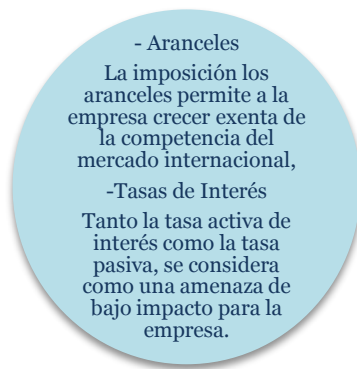 - Aranceles
La imposición los
aranceles permite a la
empresa crecer exenta de
la competencia del
mercado internacional,
-Tasas de Interés
Tanto la tasa activa de
interés como la tasa
pasiva, se considera
como una amenaza de
bajo impacto para la
empresa.